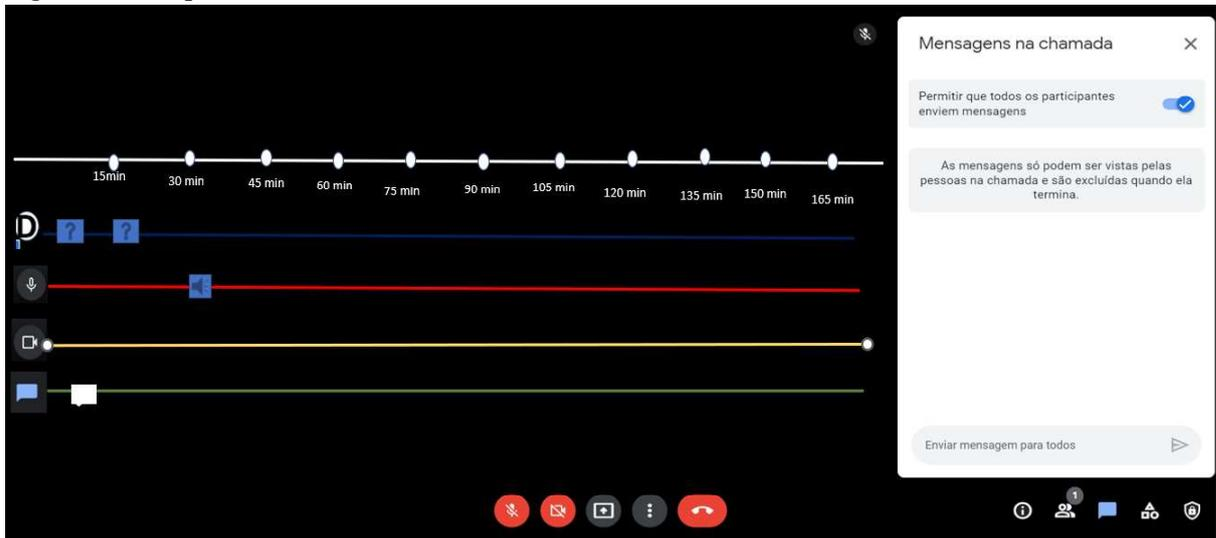 Mensagens na chamada
Permitir que todos os participantes
enviem mensagens
As mensagens só podem ser vistas pelas
pessoas na chamada e são excluídas quando ela
termina.
15min
30 min
45 min
60 min
75 min
90 min
105 min
120 min
135 min
150 min
165 min
D
?
?
Enviar mensagem para todos
1